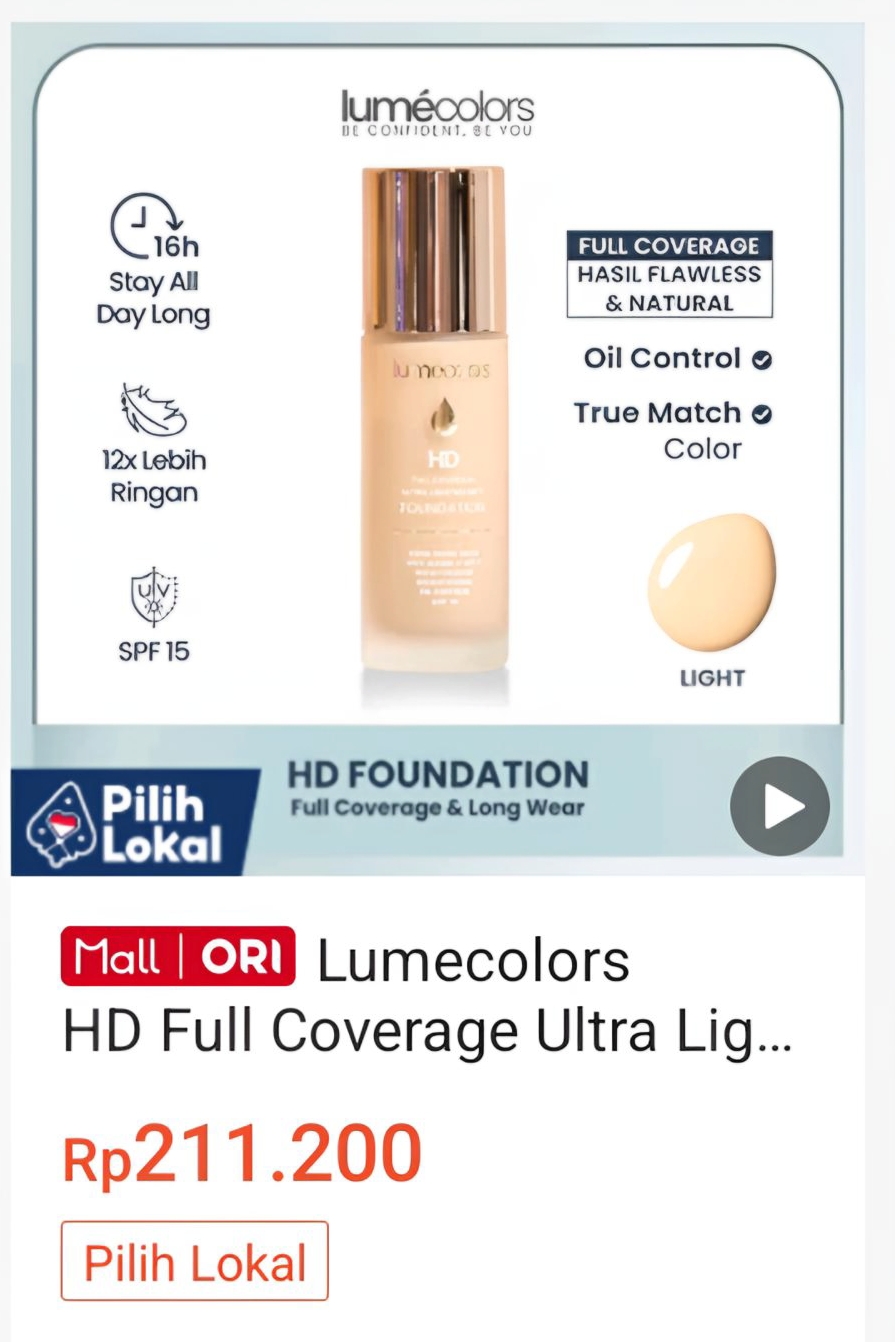 lumécolors
BE CONFIDENT, BE YOU
16h
Stay All
Day Long
12x Lebih
Ringan
UV
SPF 15
lumecolors
HD
FOUNDATION
FULL COVERAGE
HASIL FLAWLESS
& NATURAL
Oil Control
True Match
Color
LIGHT
HD FOUNDATION
Full Coverage & Long Wear
Pilih
Lokal
Mall | ORI Lumecolors
HD Full Coverage Ultra Lig...
Rp211.200
Pilih Lokal